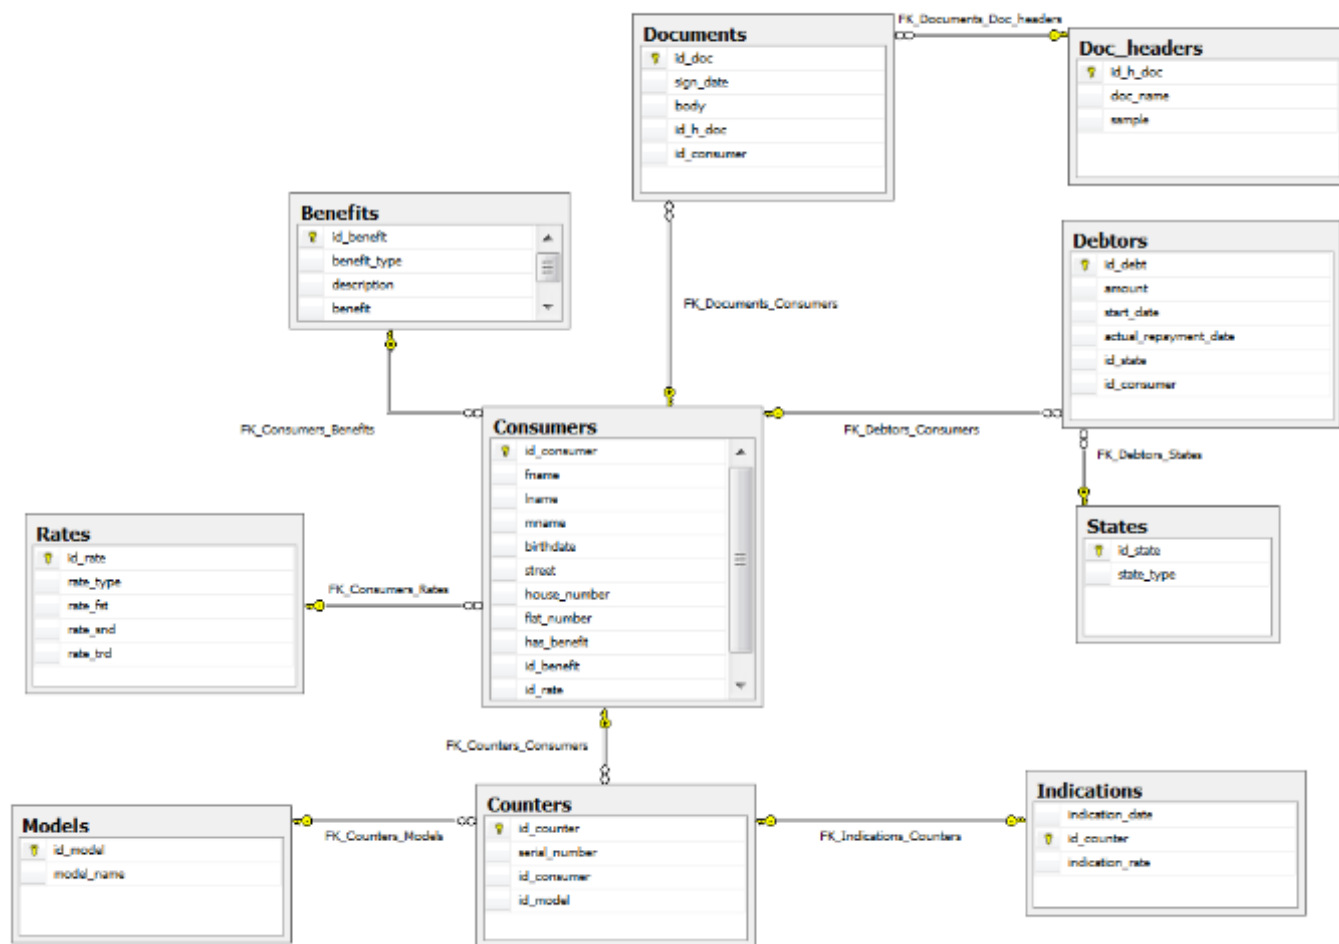 FK_Documents_Doc_headers
Documents
id_doc
sign_date
body
id_h_doc
id_consumer
Doc_headers
id_h_doc
doc_name
sample
Benefits
id_benefit
benefit_type
description
benefit
FK_Documents_Consumers
Debtors
id_debt
amount
start_date
actual_repayment_date
id_state
id_consumer
FK_Consumers_Benefits
Consumers
id_consumer
fname
lname
mname
birthdate
street
house_number
flat_number
has_benefit
id_benefit
id_rate
FK_Debtors_Consumers
FK_Debtors_States
Rates
id_rate
rate_type
rate_fst
rate_snd
rate_trd
FK_Consumers_Rates
States
id_state
state_type
FK_Counters_Consumers
Models
id_model
model_name
FK_Counters_Models
Counters
id_counter
serial_number
id_consumer
id_model
FK_Indications_Counters
Indications
indication_date
id_counter
indication_rate